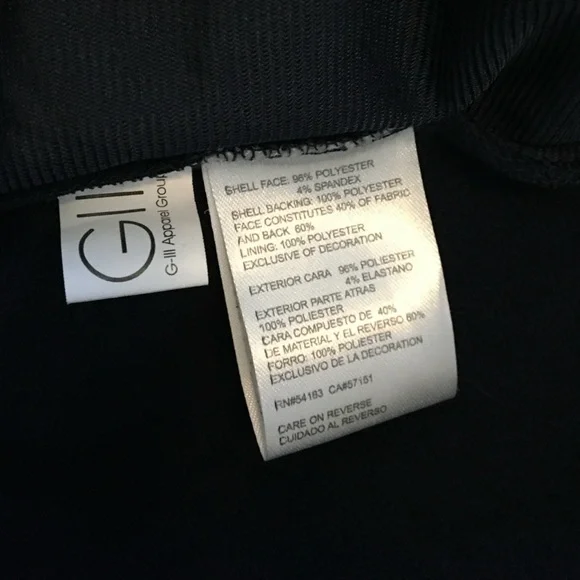 GIII
G-III Apparel Group
SHELL FACE: 96% POLYESTER
4% SPANDEX
SHELL BACKING: 100% POLYESTER
FACE CONSTITUTES 40% OF FABRIC
AND BACK 60%
LINING: 100% POLYESTER
EXCLUSIVE OF DECORATION
EXTERIOR CARA 96% POLIESTER
4% ELASTANO
EXTERIOR PARTE ATRAS
100% POLIESTER
CARA COMPUESTO DE 40%
DE MATERIAL Y EL REVERSO 60%
FORRO: 100% POLIESTER
EXCLUSIVO DE LA DECORATION
RN#54163 CA#57151
CARE ON REVERSE
CUIDADO AL REVERSO